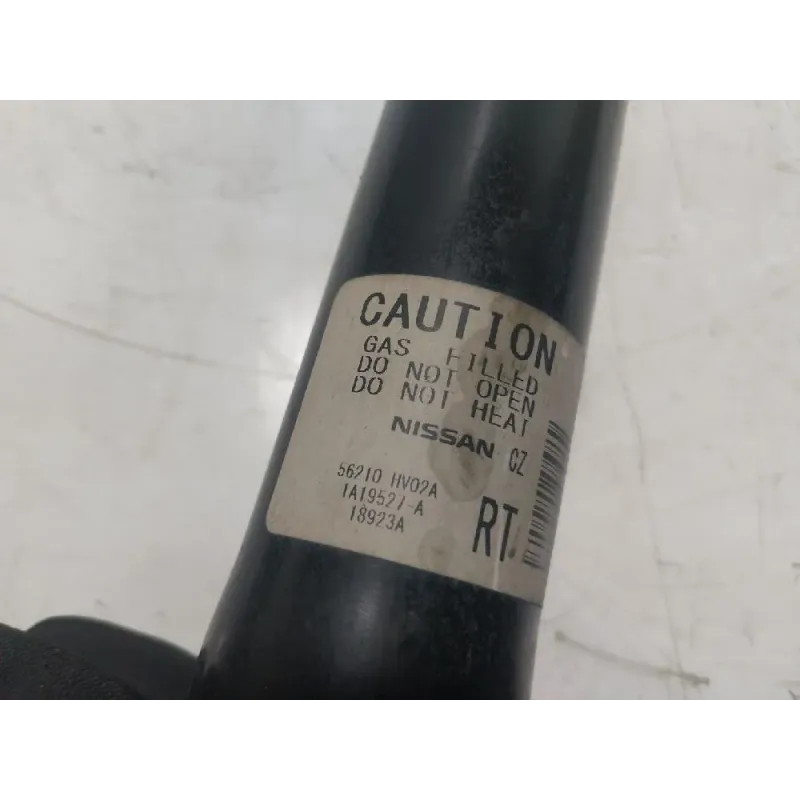 CAUTION
GAS FILLED
DO NOT OPEN
DO NOT HEAT
NISSAN CZ
56210 HV02A
1A19527-A
18923A
RT